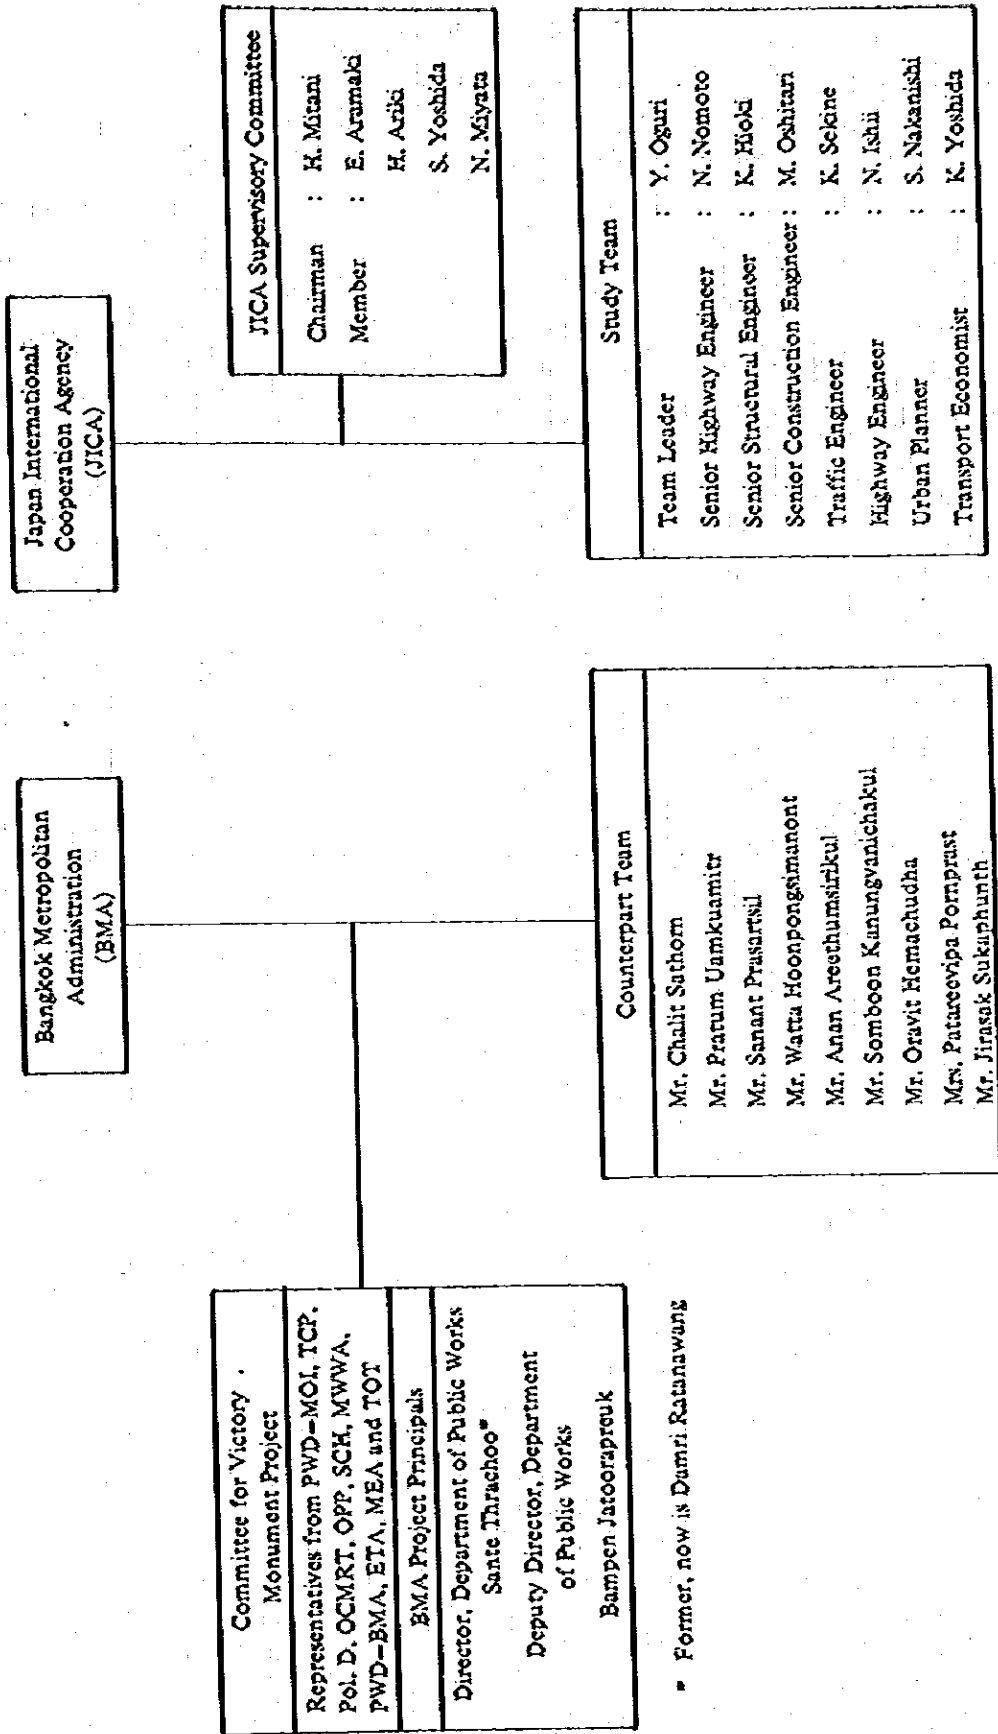 Bangkok Metropolitan
Administration
(BMA)
Japan International
Cooperation Agency
(JICA)
Committee for Victory .
Monument Project
Representatives from PWD-MOI, TCP,
Pol. D, OCMRT, OPP, SCH, MWWA,
PWD-BMA, ETA, MEA and TOT
BMA Project Principals
Director, Department of Public Works
Sante Thrachoo*
Deputy Director, Department
of Public Works
Bampen Jatoorapreuk
JICA Supervisory Committee
Chairman : H. Mitani
Member : E. Aramaki
H. Ariki
S. Yoshida
N. Miyata
Counterpart Team
Mr. Chalit Sathorn
Mr. Pratum Uamkuamitr
Mr. Sanant Prasartsil
Mr. Watta Hoonpongsimanont
Mr. Anan Areethumsirikul
Mr. Somboon Kanungvanichakul
Mr. Oravit Hemachudha
Mrs. Patareevipa Pornprast
Mr. Jirasak Sukaphunth
Study Team
Team Leader : Y. Oguri
Senior Highway Engineer : N. Nomoto
Senior Structural Engineer : K. Hioki
Senior Construction Engineer : M. Oshitari
Traffic Engineer : K. Sekine
Highway Engineer : N. Ishii
Urban Planner : S. Nakanishi
Transport Economist : K. Yoshida
* Former, now is Damri Ratanawang